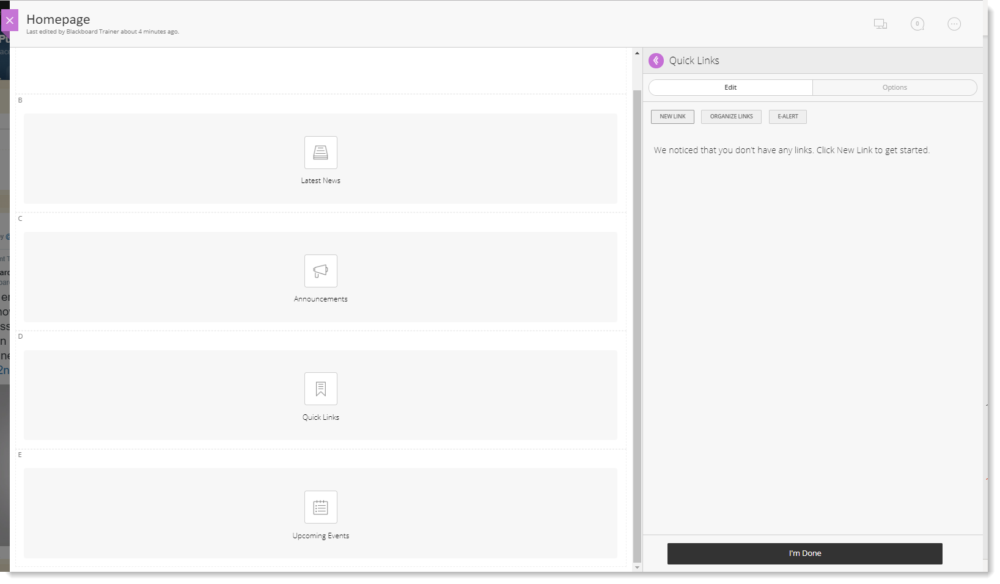 Homepage
Last edited by Blackboard Trainer about 4 minutes ago.
0
Quick Links
Edit
Options
NEW LINK
ORGANIZE LINKS
E-ALERT
We noticed that you don't have any links. Click New Link to get started.
B
Latest News
C
Announcements
D
Quick Links
E
Upcoming Events
I'm Done